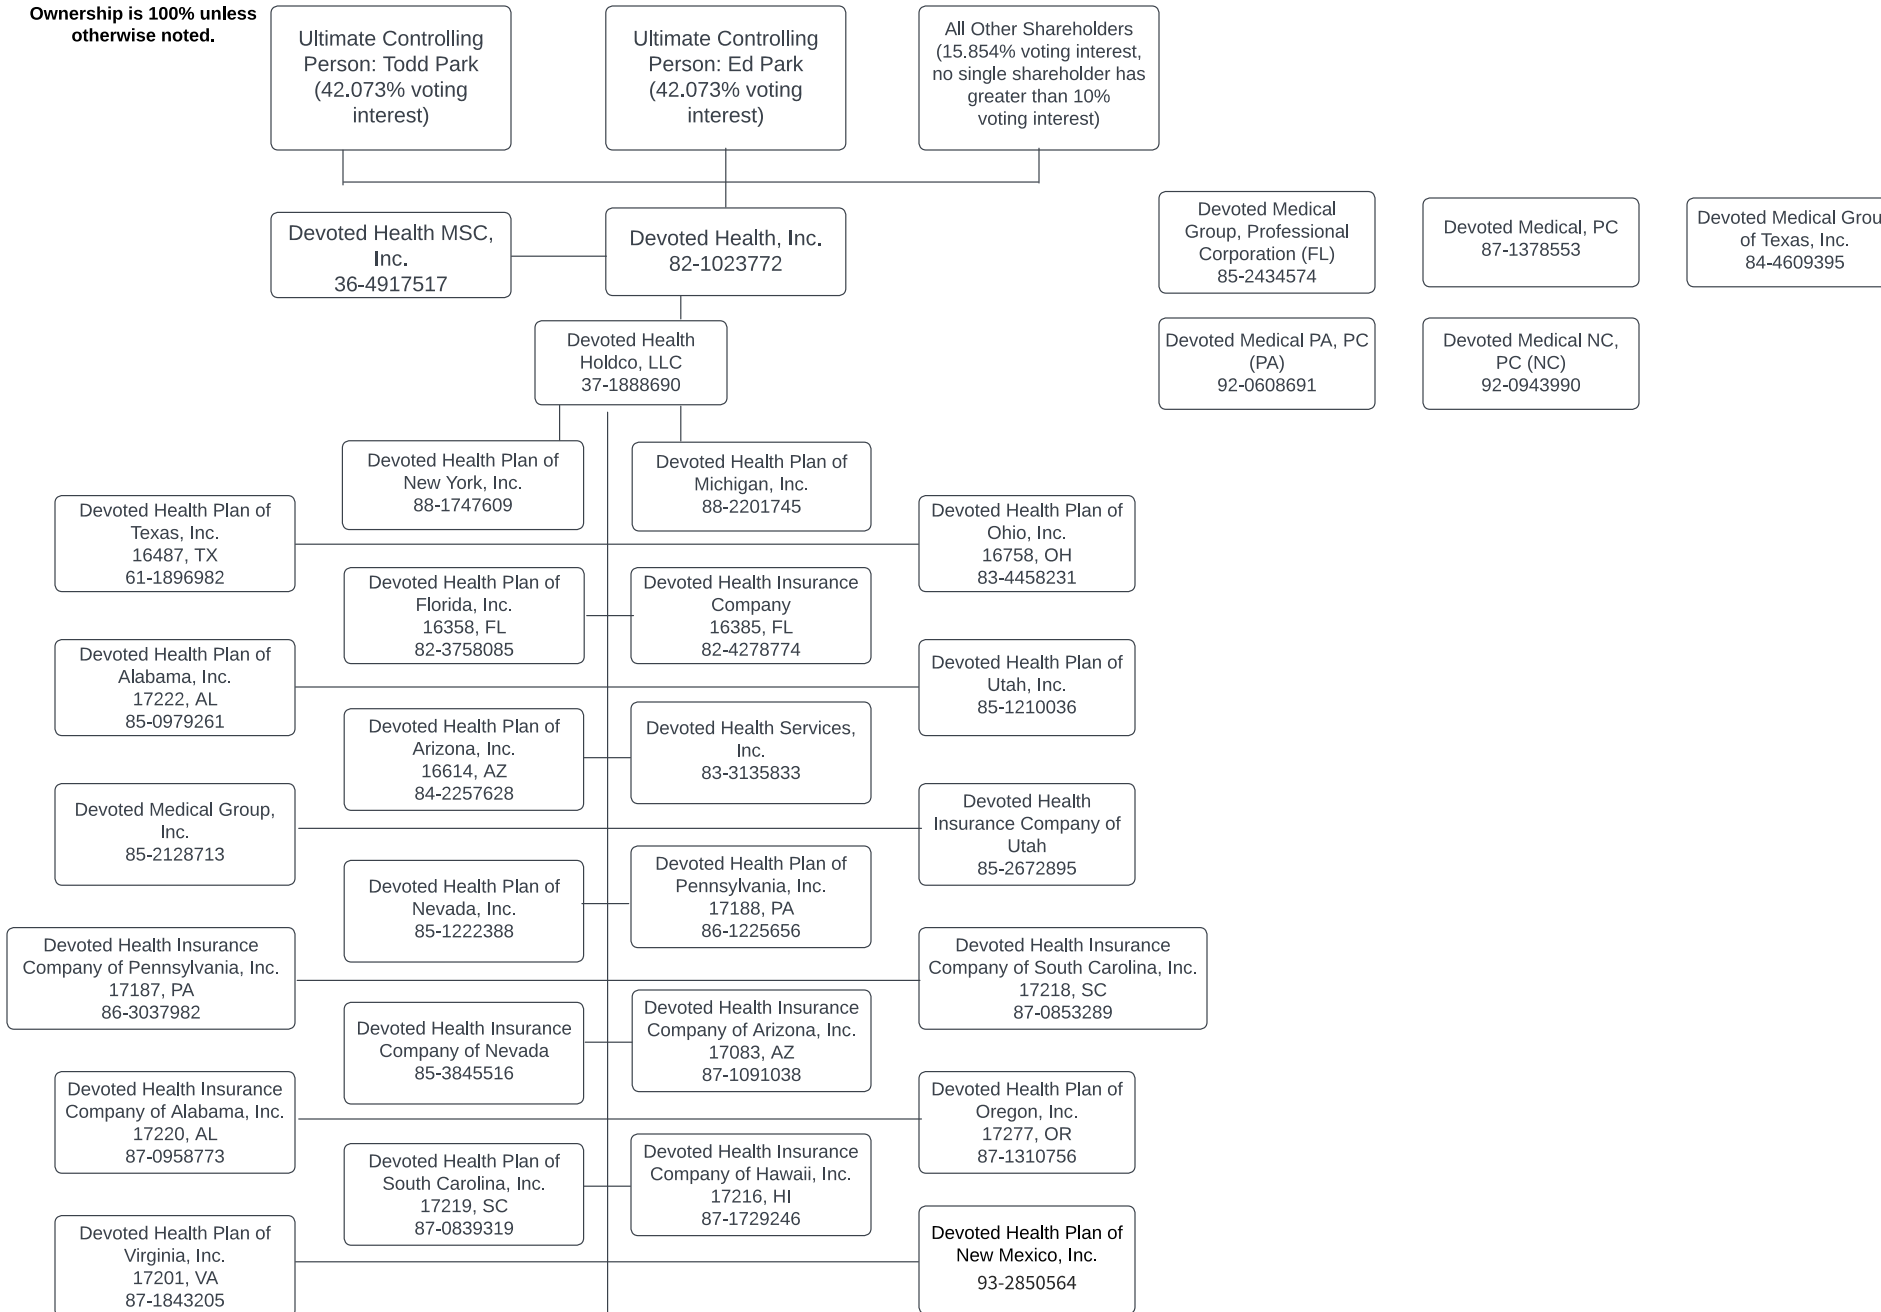 Ownership is 100% unless
otherwise noted.
Ultimate Controlling
Person: Todd Park
(42.073% voting
interest)
Ultimate Controlling
Person: Ed Park
(42.073% voting
interest)
All Other Shareholders
(15.854% voting interest,
no single shareholder has
greater than 10%
voting interest)
Devoted Health MSC,
Inc.
36-4917517
Devoted Health, Inc.
82-1023772
Devoted Medical
Group, Professional
Corporation (FL)
85-2434574
Devoted Medical, PC
87-1378553
Devoted Medical Grou
of Texas, Inc.
84-4609395
Devoted Health
Holdco, LLC
37-1888690
Devoted Medical PA, PC
(PA)
92-0608691
Devoted Medical NC,
PC (NC)
92-0943990
Devoted Health Plan of
New York, Inc.
88-1747609
Devoted Health Plan of
Michigan, Inc.
88-2201745
Devoted Health Plan of
Texas, Inc.
16487, TX
61-1896982
Devoted Health Plan of
Ohio, Inc.
16758, OH
83-4458231
Devoted Health Plan of
Florida, Inc.
16358, FL
82-3758085
Devoted Health Insurance
Company
16385, FL
82-4278774
Devoted Health Plan of
Alabama, Inc.
17222, AL
85-0979261
Devoted Health Plan of
Utah, Inc.
85-1210036
Devoted Health Plan of
Arizona, Inc.
16614, AZ
84-2257628
Devoted Health Services,
Inc.
83-3135833
Devoted Medical Group,
Inc.
85-2128713
Devoted Health
Insurance Company of
Utah
85-2672895
Devoted Health Plan of
Nevada, Inc.
85-1222388
Devoted Health Plan of
Pennsylvania, Inc.
17188, PA
86-1225656
Devoted Health Insurance
Company of Pennsylvania, Inc.
17187, PA
86-3037982
Devoted Health Insurance
Company of South Carolina, Inc.
17218, SC
87-0853289
Devoted Health Insurance
Company of Nevada
85-3845516
Devoted Health Insurance
Company of Arizona, Inc.
17083, AZ
87-1091038
Devoted Health Insurance
Company of Alabama, Inc.
17220, AL
87-0958773
Devoted Health Plan of
Oregon, Inc.
17277, OR
87-1310756
Devoted Health Plan of
South Carolina, Inc.
17219, SC
87-0839319
Devoted Health Insurance
Company of Hawaii, Inc.
17216, HI
87-1729246
Devoted Health Plan of
Virginia, Inc.
17201, VA
87-1843205
Devoted Health Plan of
New Mexico, Inc.
93-2850564